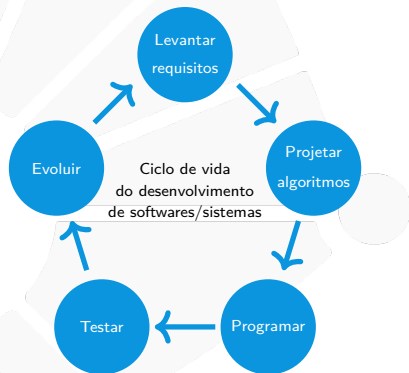 Levantar
requisitos
Projetar
algoritmos
Evoluir
Ciclo de vida
do desenvolvimento
de softwares/sistemas
Testar
Programar